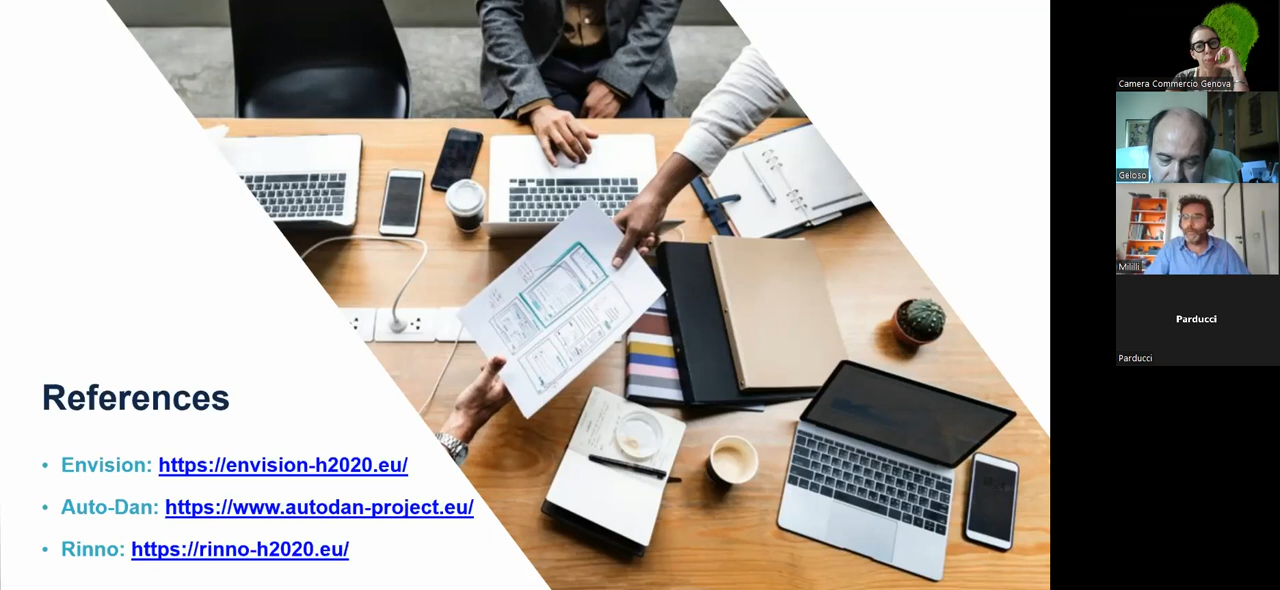 References
• Envision: https://envision-h2020.eu/
• Auto-Dan: https://www.autodan-project.eu/
• Rinno: https://rinno-h2020.eu/
Camera Commercio Genova
Geloso
Mililli
Parducci
Parducci